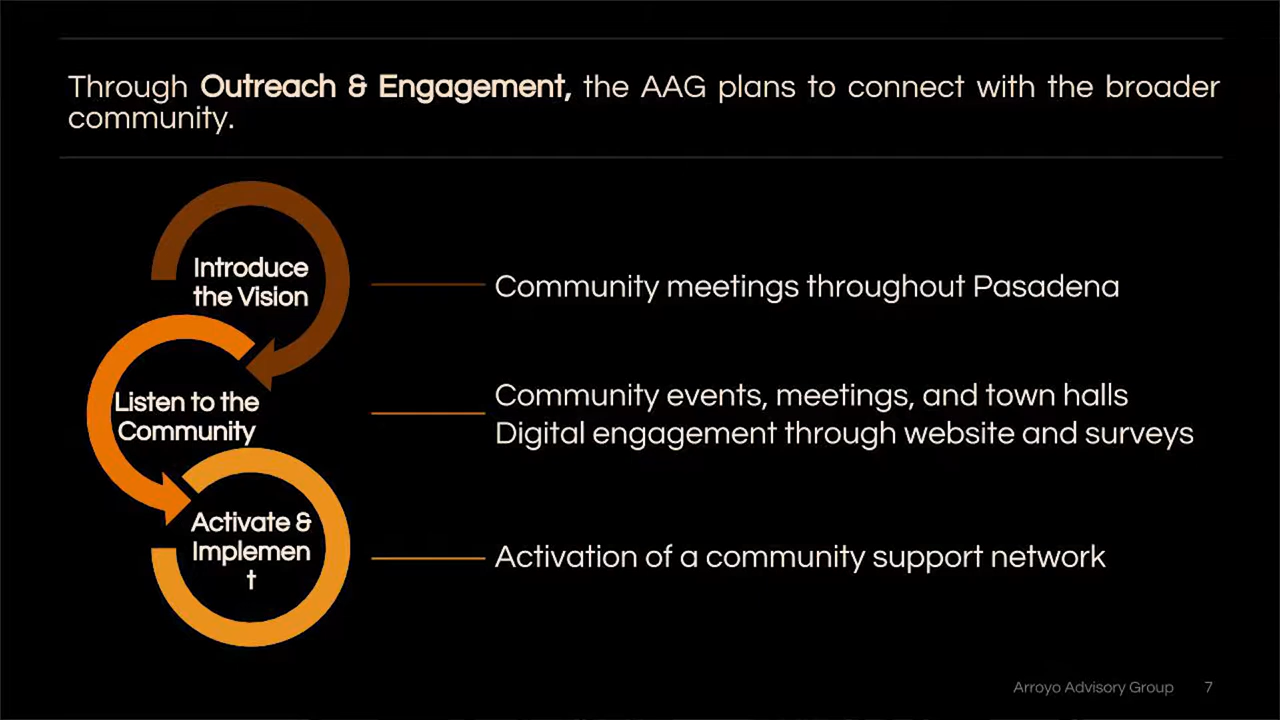 Through Outreach & Engagement, the AAG plans to connect with the broader
community.
Introduce
the Vision
Community meetings throughout Pasadena
Listen to the
Community
Community events, meetings, and town halls
Digital engagement through website and surveys
Activate &
Implemen
t
Activation of a community support network
Arroyo Advisory Group 7